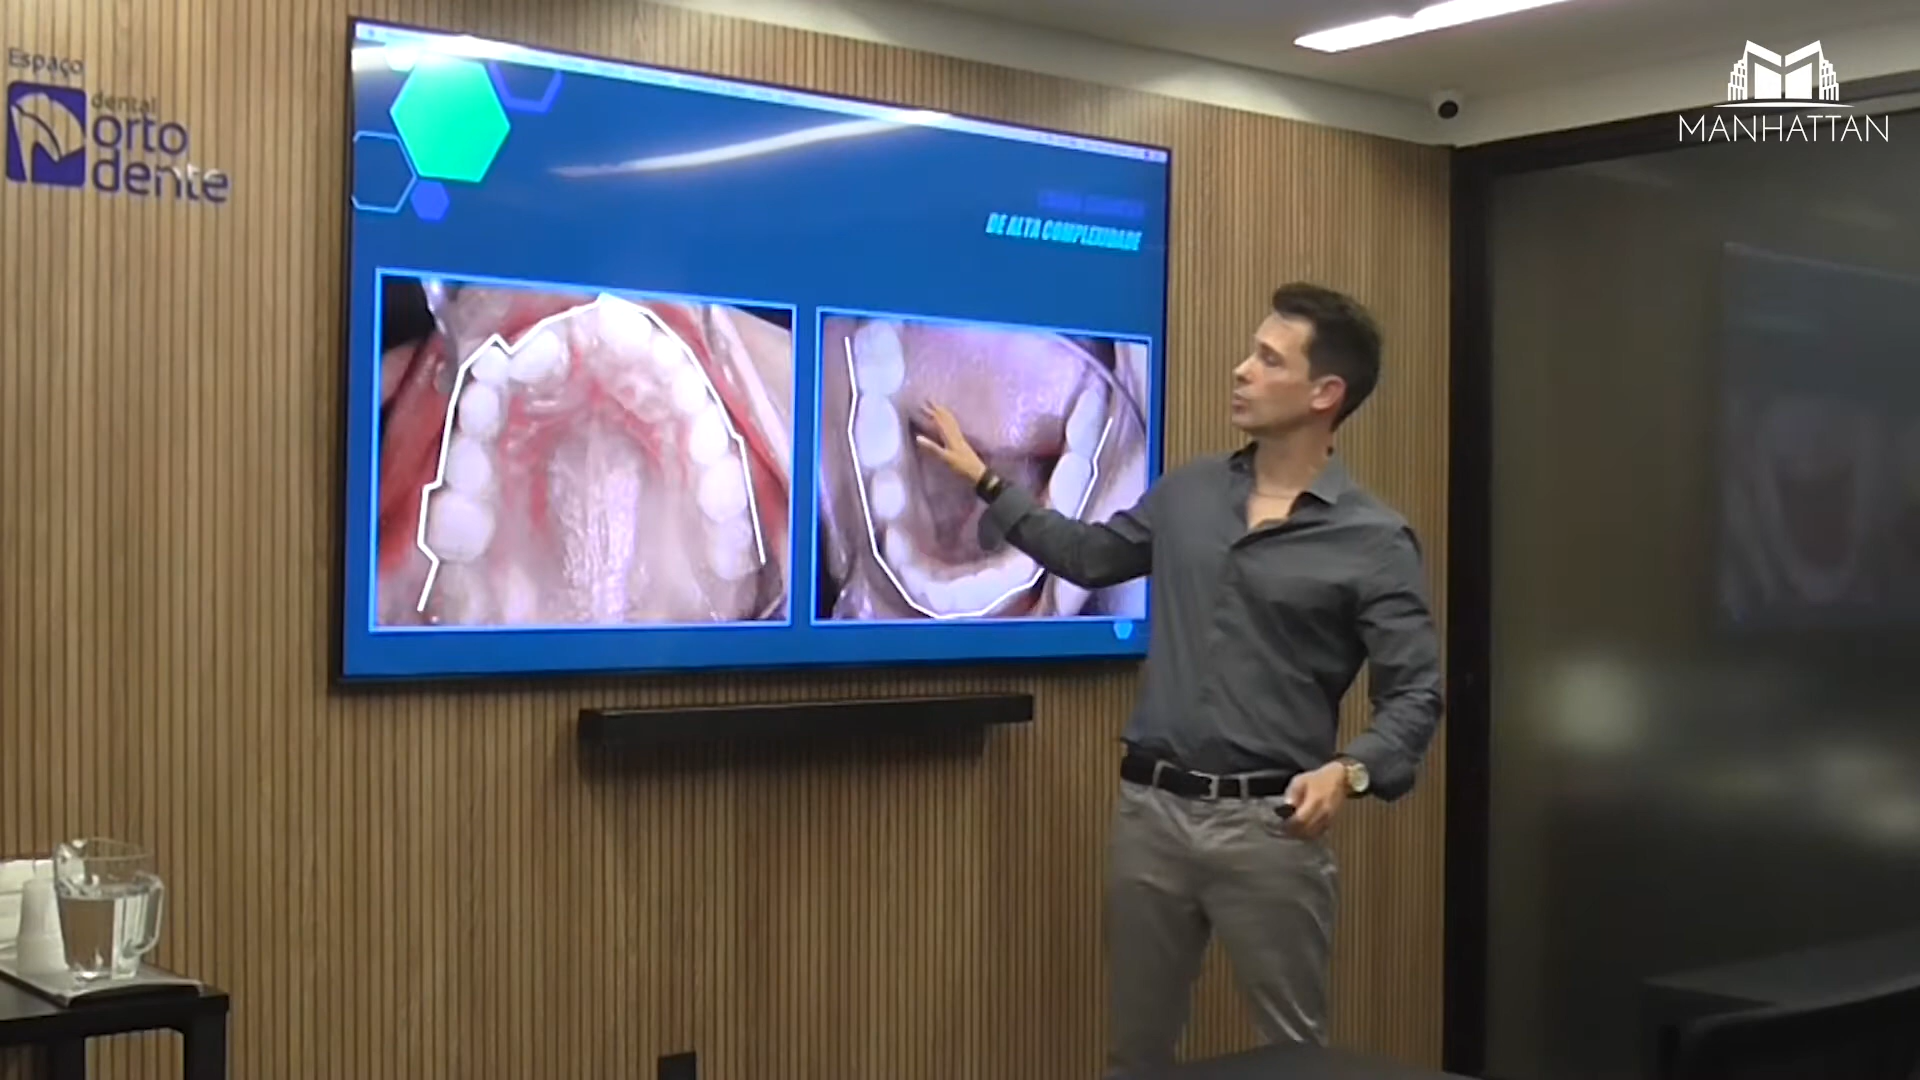 Espaço
dental
orto
dente
DE ALTA COMPLEXIDADE
MANHATTAN